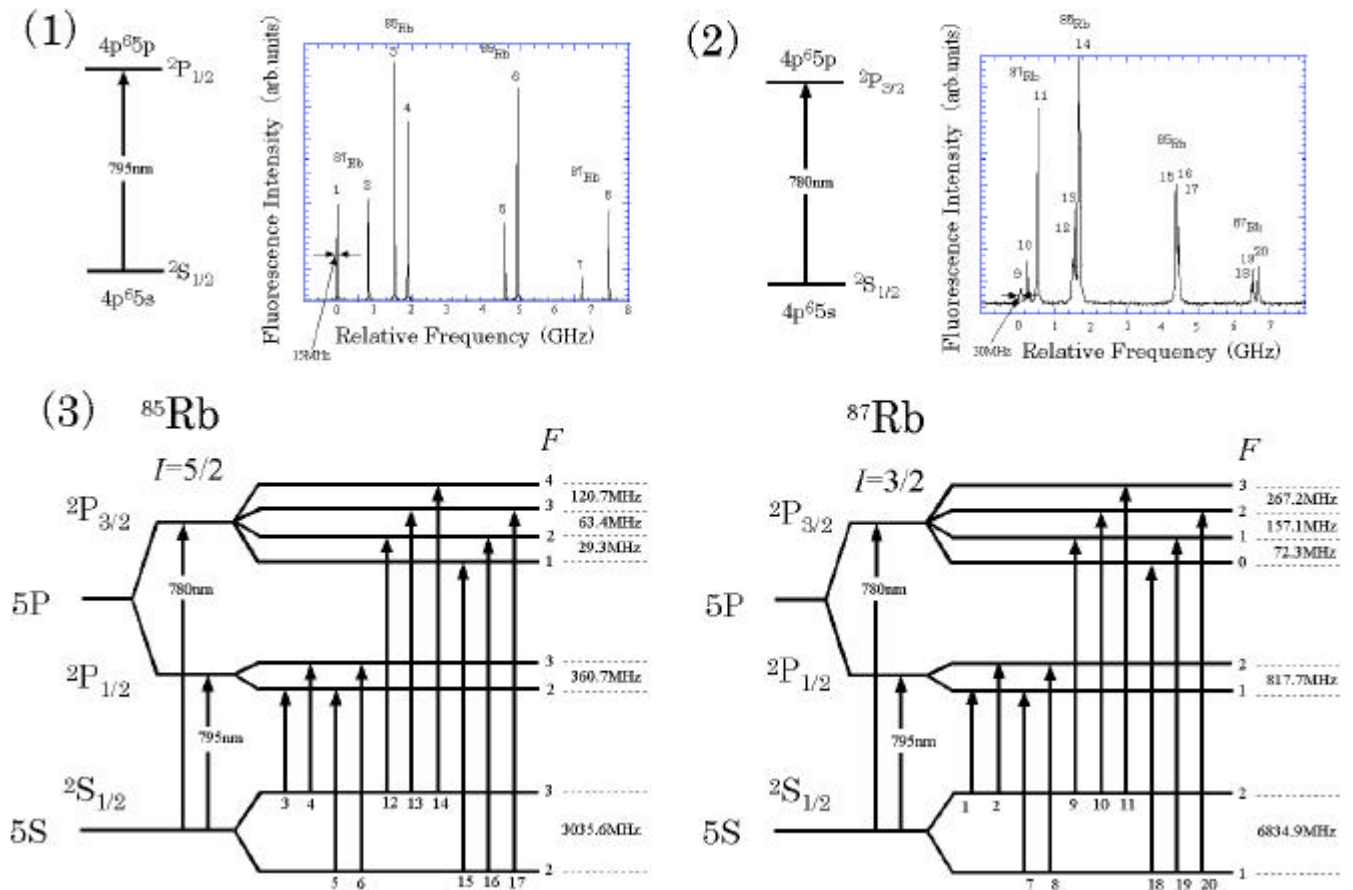 (1)
4p⁶5p
²P₁/₂
795nm
²S₁/₂
4p⁶5s
Fluorescence Intensity (arb.units)
⁸⁵Rb
3
4
⁸⁷Rb
1
2
Rb
6
5
⁸⁷Rb
7
8
0 1 2 3 4 5 6 7 8
Relative Frequency (GHz)
15MHz
(2)
4p⁶5p
²P₃/₂
780nm
²S₁/₂
4p⁶5s
Fluorescence Intensity (arb.units)
⁸⁵Rb
14
⁸⁷Rb
11
13
12
10
9
⁸⁵Rb
15 16
17
⁸⁷Rb
19 20
18
0 1 2 3 4 5 6 7
Relative Frequency (GHz)
30MHz
(3)
⁸⁵Rb
I=5/2
F
²P₃/₂
4
120.7MHz
3
63.4MHz
2
29.3MHz
1
780nm
5P
²P₁/₂
3
360.7MHz
2
795nm
²S₁/₂
3
3 4 12 13 14
5S
3035.6MHz
2
5 6 15 16 17
⁸⁷Rb
I=3/2
F
²P₃/₂
3
267.2MHz
2
157.1MHz
1
72.3MHz
0
780nm
5P
²P₁/₂
2
817.7MHz
1
795nm
²S₁/₂
2
1 2 9 10 11
5S
6834.9MHz
1
7 8 18 19 20